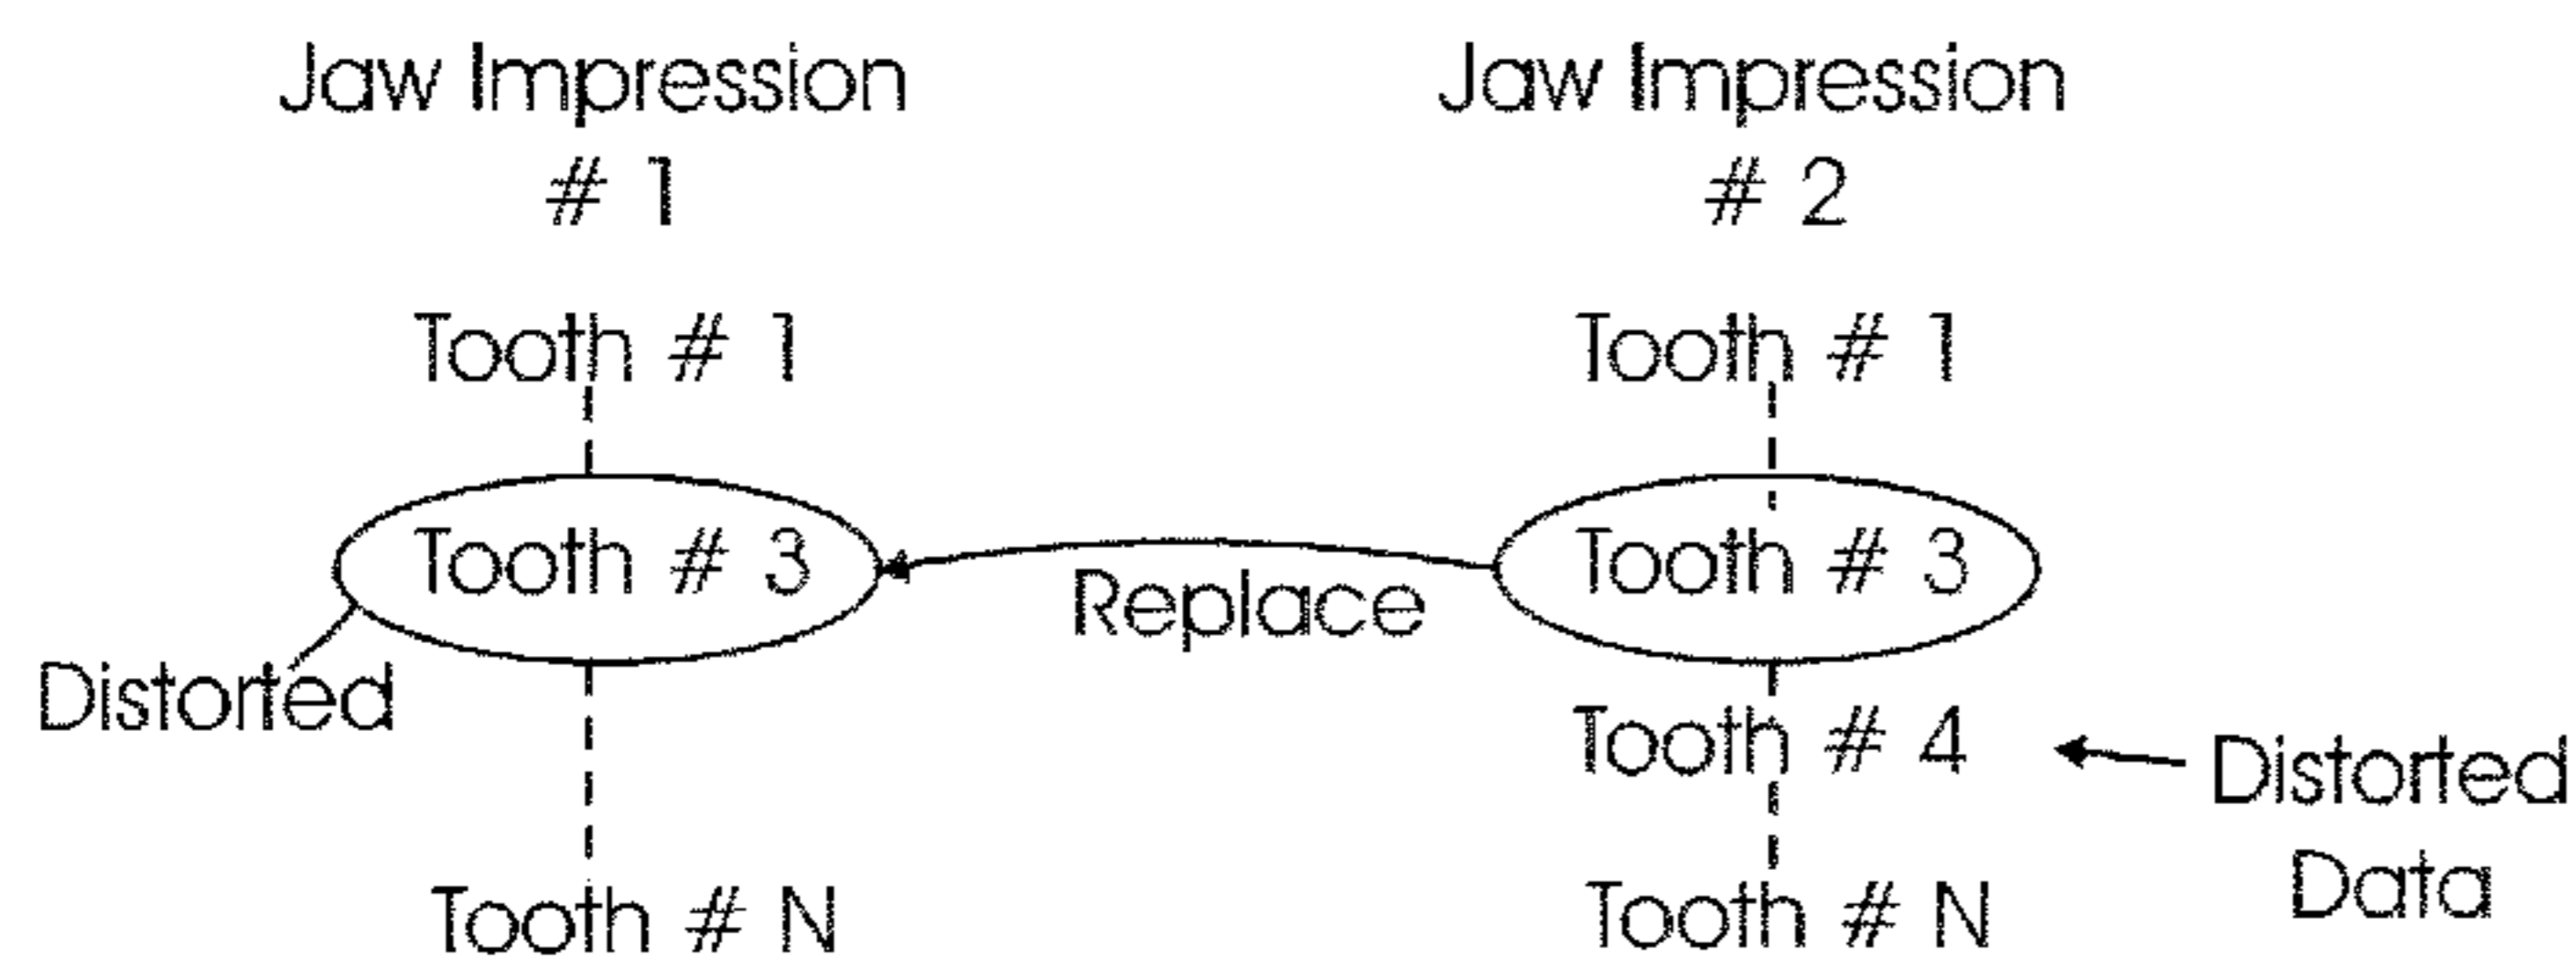 Jaw Impression
# 1
Tooth # 1
Tooth # 3
Distorted
Tooth # N
Replace
Jaw Impression
# 2
Tooth # 1
Tooth # 3
Tooth # 4
Tooth # N
Distorted
Data